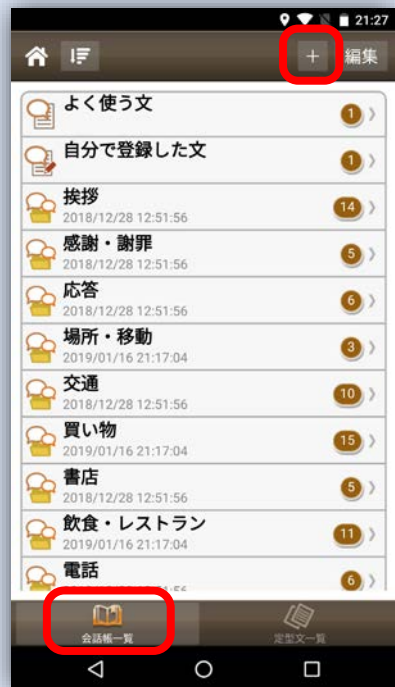 21:27
+ 編集
よく使う文
1
自分で登録した文
1
挨拶
14
2018/12/28 12:51:56
感謝・謝罪
5
2018/12/28 12:51:56
応答
6
2018/12/28 12:51:56
場所・移動
3
2019/01/16 21:17:04
交通
10
2018/12/28 12:51:56
買い物
15
2019/01/16 21:17:04
書店
5
2018/12/28 12:51:56
飲食・レストラン
11
2019/01/16 21:17:04
電話
6
会話帳一覧 定型文一覧